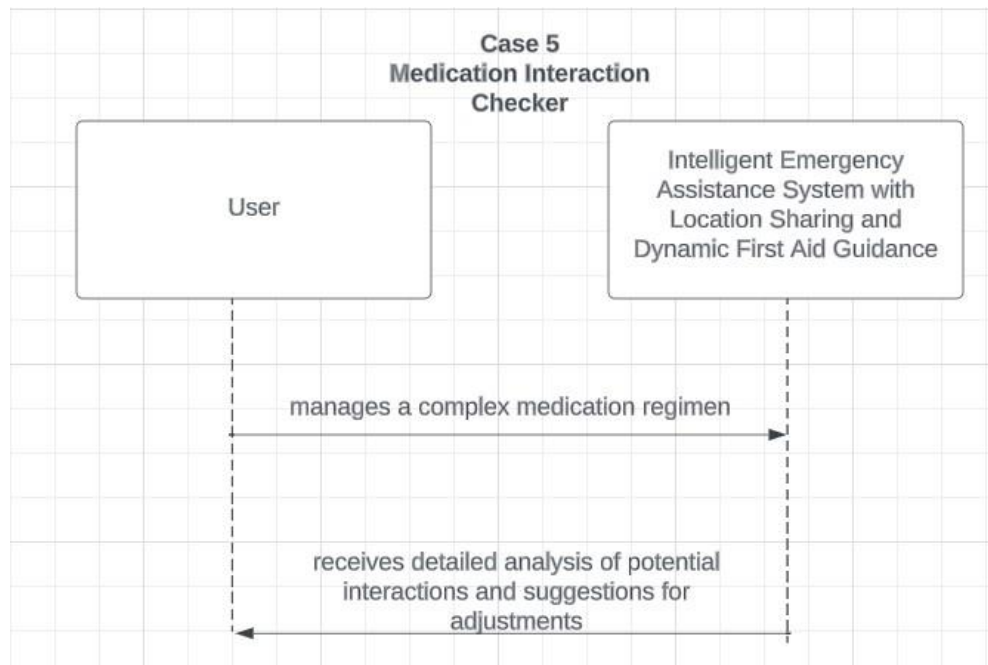 Case 5
Medication Interaction
Checker
User
Intelligent Emergency
Assistance System with
Location Sharing and
Dynamic First Aid Guidance
manages a complex medication regimen
receives detailed analysis of potential
interactions and suggestions for
adjustments